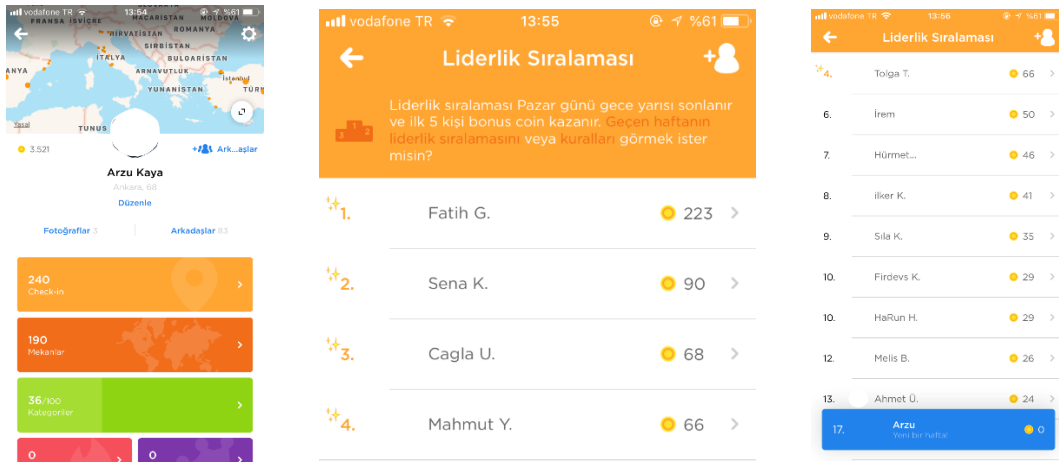 vodafone TR 13:54 %61
FRANSA İSVİÇRE
MACARİSTAN
MOLDOVA
HIRVATİSTAN
ROMANYA
SIRBİSTAN
İTALYA
BULGARİSTAN
ANYA
ARNAVUTLUK
İstanbul
YUNANİSTAN
TÜRK
Yasal
TUNUS
3.521
Ark...aşlar
Arzu Kaya
Ankara, 68
Düzenle
Fotoğraflar 3
Arkadaşlar 83
240
Check-in
190
Mekanlar
36/100
Kategoriler
0
0
vodafone TR 13:55 %61
Liderlik Sıralaması
Liderlik sıralaması Pazar günü gece yarısı sonlanır
ve ilk 5 kişi bonus coin kazanır. Geçen haftanın
liderlik sıralamasını veya kuralları görmek ister
misin?
1 2 3
1. Fatih G. 223
2. Sena K. 90
3. Cagla U. 68
4. Mahmut Y. 66
vodafone TR 13:56 %61
Liderlik Sıralaması
4. Tolga T. 66
6. İrem 50
7. Hürmet... 46
8. ilker K. 41
9. Sıla K. 35
10. Firdevs K. 29
10. HaRun H. 29
12. Melis B. 26
13. Ahmet Ü. 24
17. Arzu 0
Yeni bir hafta!